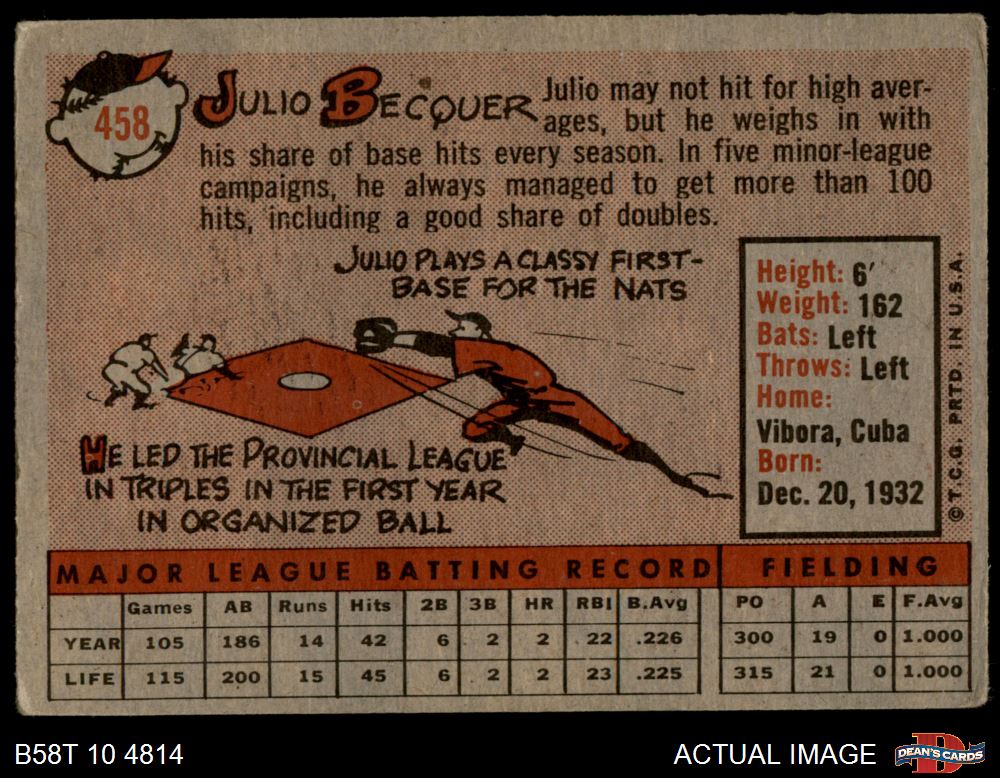 458
JULIO BECQUER
Julio may not hit for high aver-
ages, but he weighs in with
his share of base hits every season. In five minor-league
campaigns, he always managed to get more than 100
hits, including a good share of doubles.
JULIO PLAYS A CLASSY FIRST-
BASE FOR THE NATS
Height: 6'
Weight: 162
Bats: Left
Throws: Left
Home:
Vibora, Cuba
Born:
Dec. 20, 1932
© T.C.G. PRTD. IN U.S.A.
HE LED THE PROVINCIAL LEAGUE
IN TRIPLES IN THE FIRST YEAR
IN ORGANIZED BALL
MAJOR LEAGUE BATTING RECORD FIELDING
Games AB Runs Hits 2B 3B HR RBI B.Avg PO A E F.Avg
YEAR 105 186 14 42 6 2 2 22 .226 300 19 0 1.000
LIFE 115 200 15 45 6 2 2 23 .225 315 21 0 1.000
B58T 10 4814
ACTUAL IMAGE
D
DEAN'S CARDS